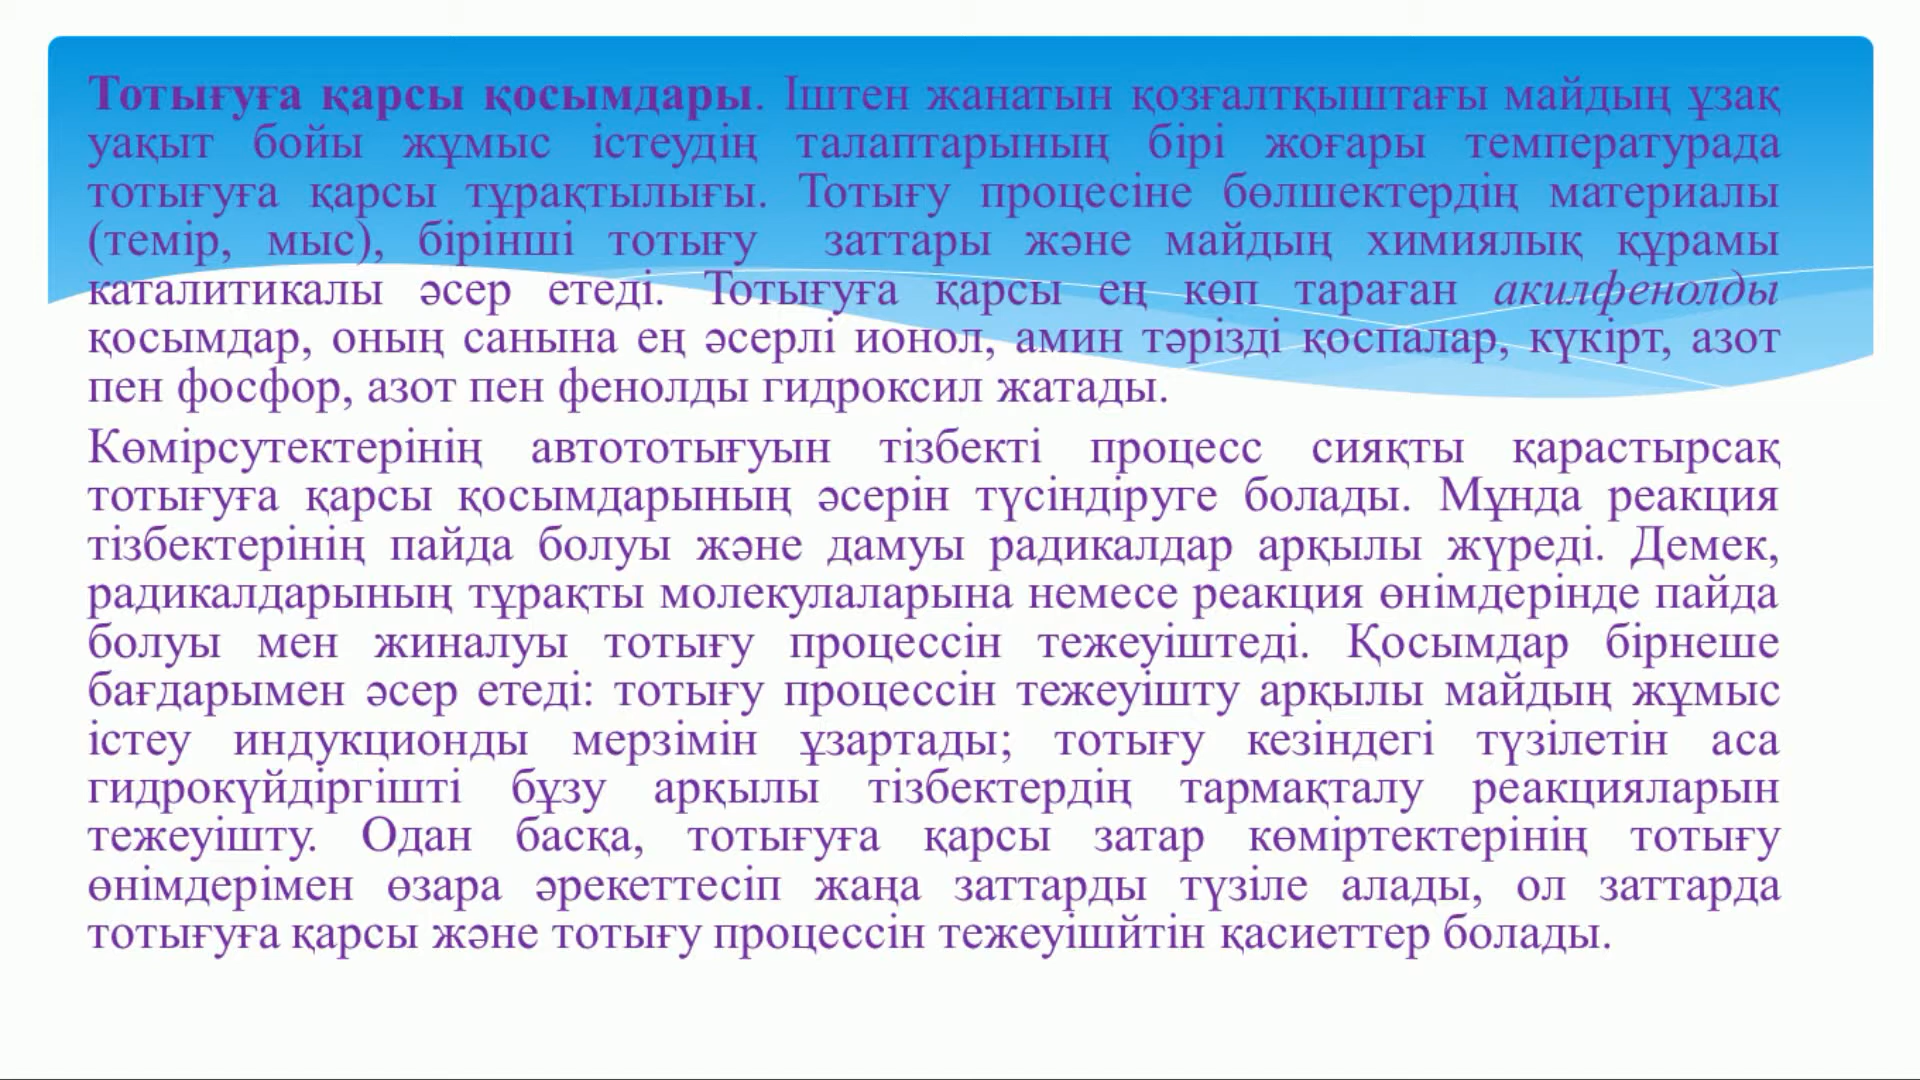 Тотығуға қарсы қосымдары. Іштен жанатын қозғалтқыштағы майдың ұзақ
уақыт бойы жұмыс істеудің талаптарының бірі жоғары температурада
тотығуға қарсы тұрақтылығы. Тотығу процесіне бөлшектердің материалы
(темір, мыс), бірінші тотығу заттары және майдың химиялық құрамы
каталитикалы әсер етеді. Тотығуға қарсы ең көп тараған акилфенолды
қосымдар, оның санына ең әсерлі ионол, амин тәрізді қоспалар, күкірт, азот
пен фосфор, азот пен фенолды гидроксил жатады.
Көмірсутектерінің автототығуын тізбекті процесс сияқты қарастырсақ
тотығуға қарсы қосымдарының әсерін түсіндіруге болады. Мұнда реакция
тізбектерінің пайда болуы және дамуы радикалдар арқылы жүреді. Демек,
радикалдарының тұрақты молекулаларына немесе реакция өнімдерінде пайда
болуы мен жиналуы тотығу процессін тежеуіштеді. Қосымдар бірнеше
бағдарымен әсер етеді: тотығу процессін тежеуішту арқылы майдың жұмыс
істеу индукционды мерзімін ұзартады; тотығу кезіндегі түзілетін аса
гидрокүйдіргішті бұзу арқылы тізбектердің тармақталу реакцияларын
тежеуішту. Одан басқа, тотығуға қарсы затар көміртектерінің тотығу
өнімдерімен өзара әрекеттесіп жаңа заттарды түзіле алады, ол заттарда
тотығуға қарсы және тотығу процессін тежеуішйтін қасиеттер болады.